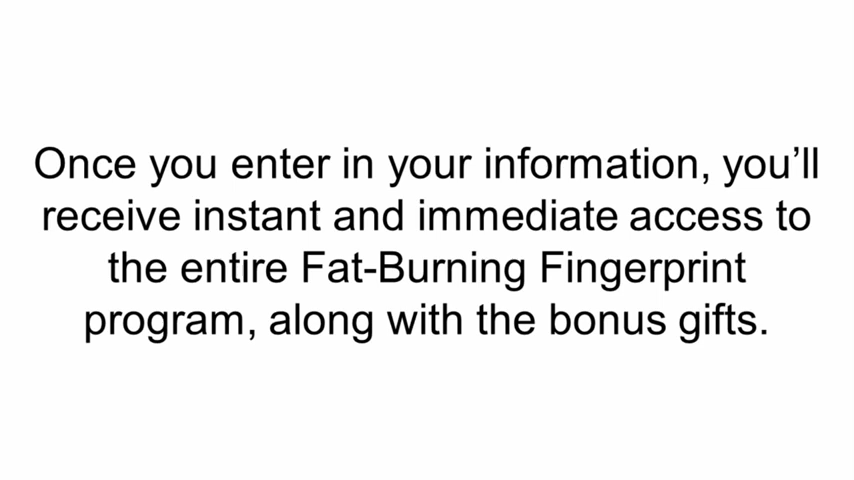 Once you enter in your information, you’ll
receive instant and immediate access to
the entire Fat-Burning Fingerprint
program, along with the bonus gifts.